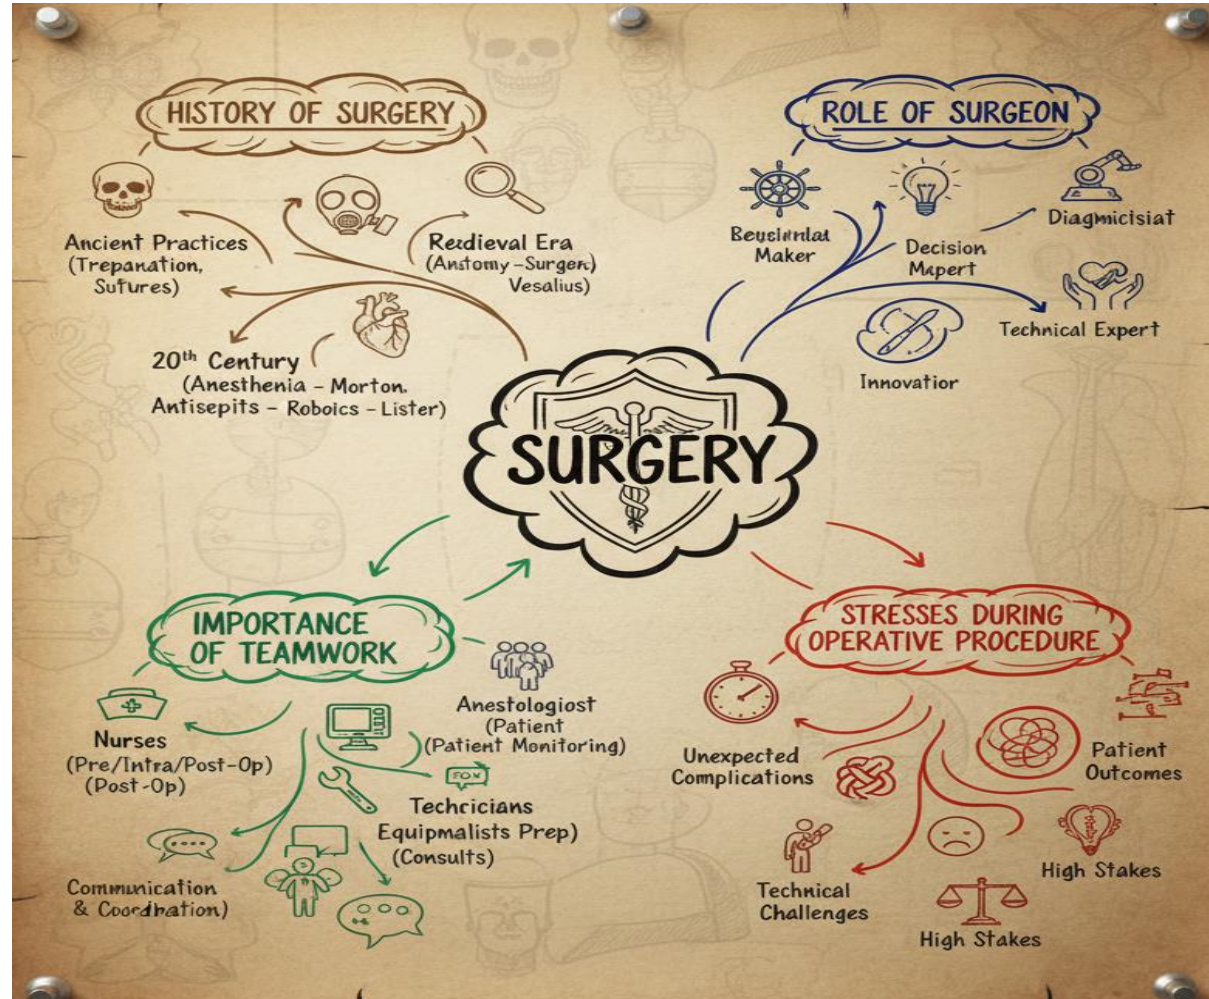 HISTORY OF SURGERY
Ancient Practices
(Trepanation,
Sutures)
Redieval Era
(Anatomy - Surgery)
Vesalius)
20th Century
(Anesthenia - Morton.
Antisepits - Roboics - Lister)
ROLE OF SURGEON
Maker
Decision
Mapert
Diagmicisiat
Technical Expert
Innovatior
SURGERY
IMPORTANCE
OF TEAMWORK
Nurses
(Pre/Intra/Post-Op)
(Post-Op)
Anestologiost
(Patient
(Patient Monitoring)
Techricians
Equipmalists Prep)
(Consults)
Communication
& Coordhation)
STRESSES DURING
OPERATIVE PROCEDURE
Unexpected
Complications
Patient
Outcomes
Technical
Challenges
High Stakes
High Stakes